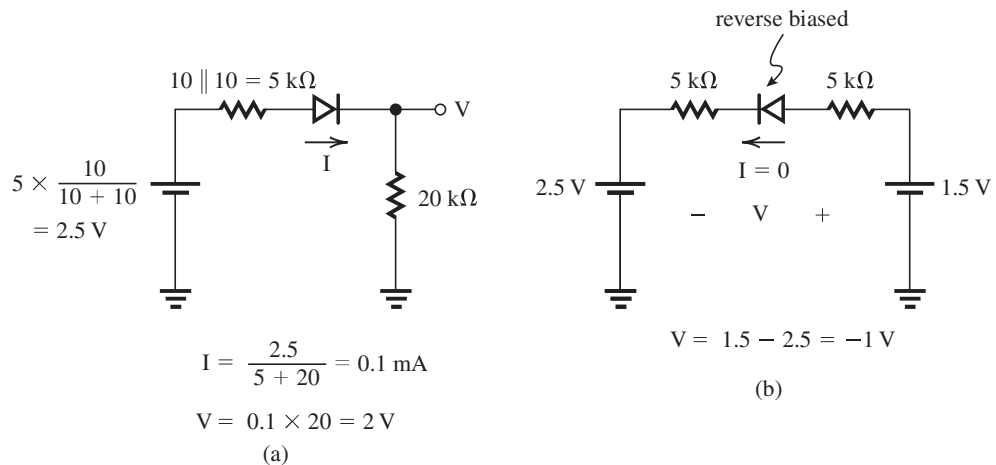 reverse biased
10 || 10 = 5 kΩ
V
I
5 × 10 / 10 + 10
= 2.5 V
20 kΩ
I = 2.5 / 5 + 20 = 0.1 mA
V = 0.1 × 20 = 2 V
(a)
5 kΩ
5 kΩ
I = 0
2.5 V
1.5 V
− V +
V = 1.5 − 2.5 = −1 V
(b)